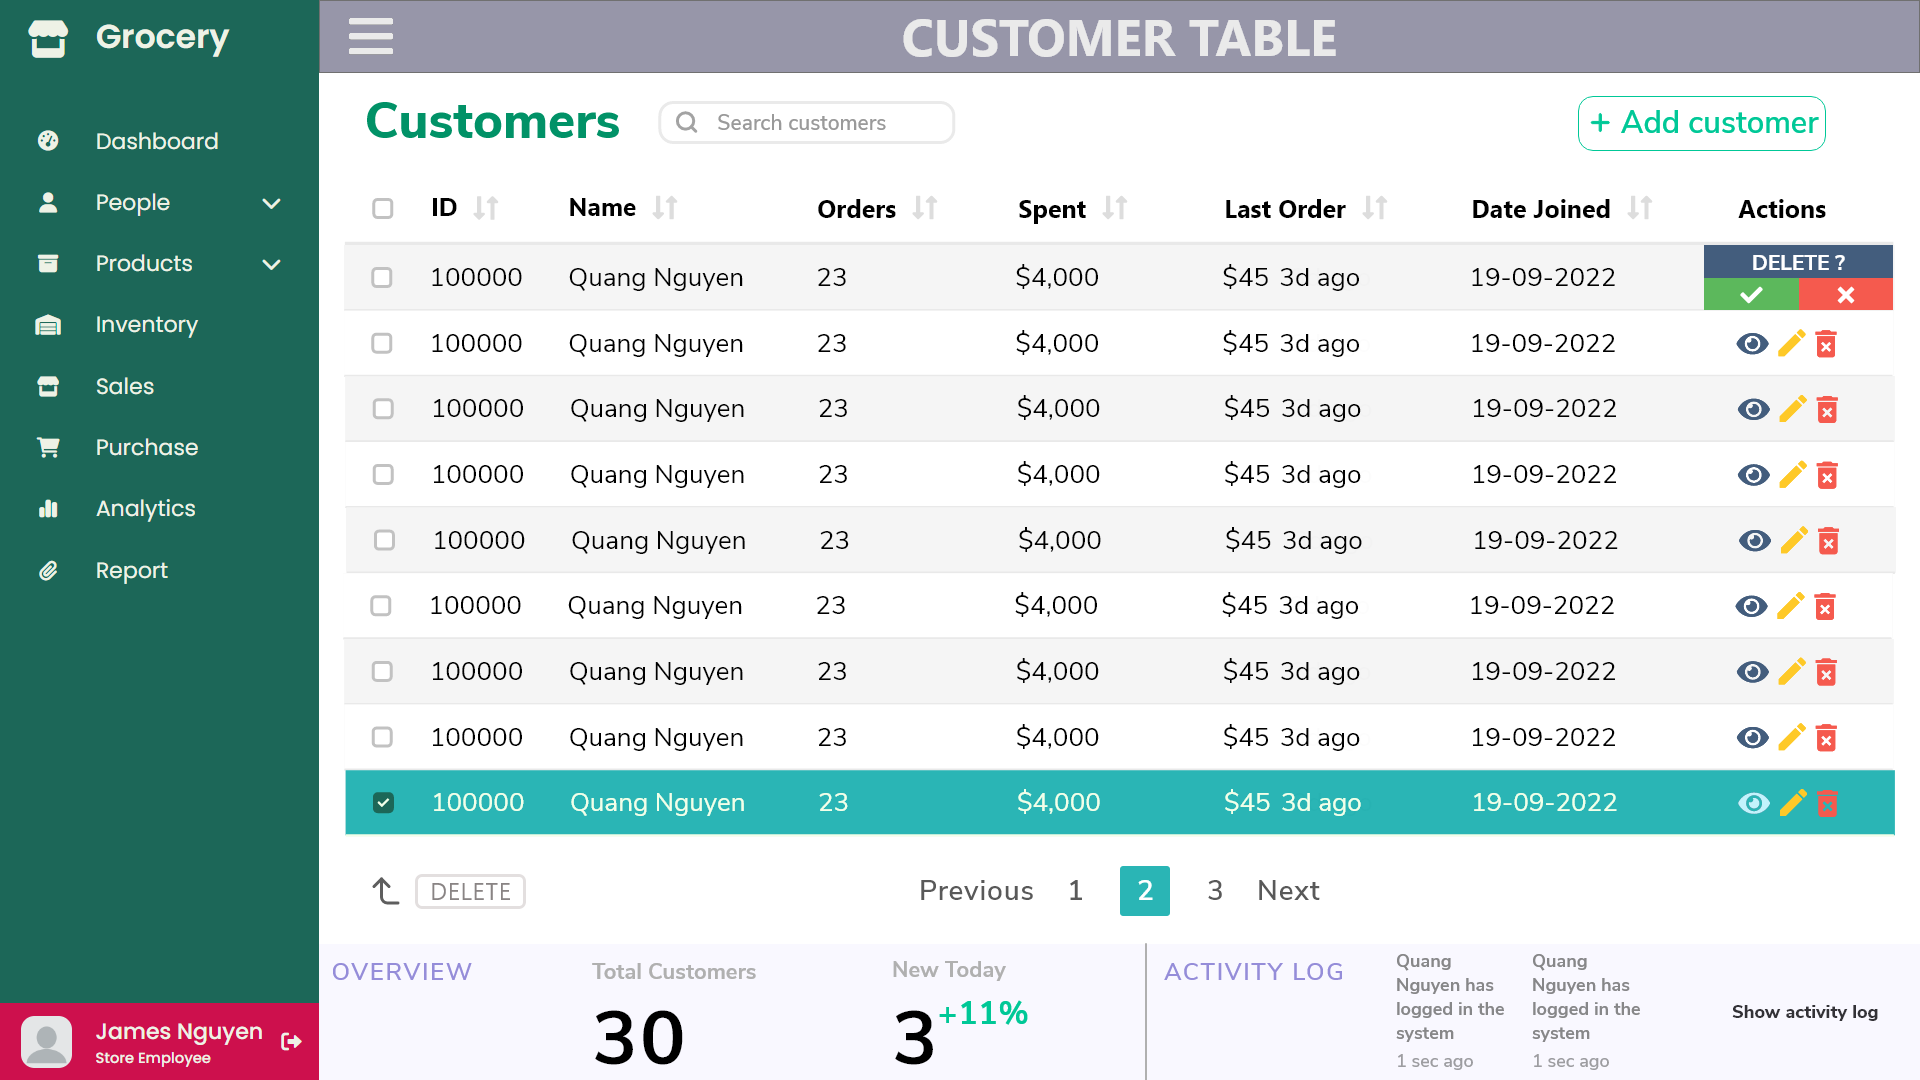 Grocery
CUSTOMER TABLE
Dashboard
People
Products
Inventory
Sales
Purchase
Analytics
Report
James Nguyen
Store Employee
Customers
Search customers
+ Add customer
ID Name Orders Spent Last Order Date Joined Actions
100000 Quang Nguyen 23 $4,000 $45 3d ago 19-09-2022 DELETE ?
100000 Quang Nguyen 23 $4,000 $45 3d ago 19-09-2022
100000 Quang Nguyen 23 $4,000 $45 3d ago 19-09-2022
100000 Quang Nguyen 23 $4,000 $45 3d ago 19-09-2022
100000 Quang Nguyen 23 $4,000 $45 3d ago 19-09-2022
100000 Quang Nguyen 23 $4,000 $45 3d ago 19-09-2022
100000 Quang Nguyen 23 $4,000 $45 3d ago 19-09-2022
100000 Quang Nguyen 23 $4,000 $45 3d ago 19-09-2022
100000 Quang Nguyen 23 $4,000 $45 3d ago 19-09-2022
DELETE
Previous 1 2 3 Next
OVERVIEW
Total Customers
30
New Today
3 +11%
ACTIVITY LOG
Quang
Nguyen has
logged in the
system
1 sec ago
Quang
Nguyen has
logged in the
system
1 sec ago
Show activity log